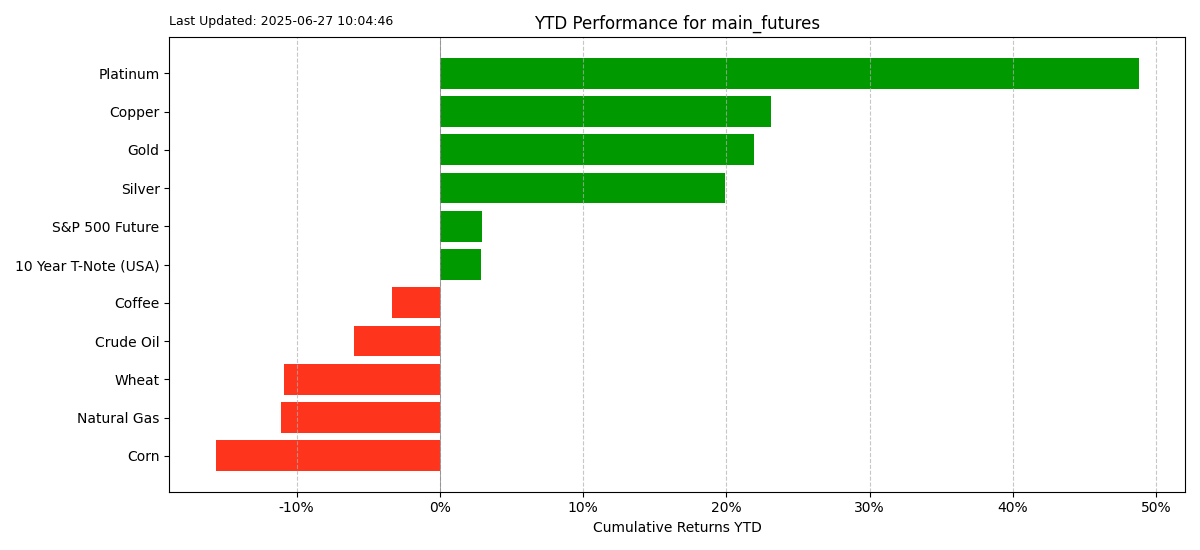 Last Updated: 2025-06-27 10:04:46
YTD Performance for main_futures
Platinum
Copper
Gold
Silver
S&P 500 Future
10 Year T-Note (USA)
Coffee
Crude Oil
Wheat
Natural Gas
Corn
-10% 0% 10% 20% 30% 40% 50%
Cumulative Returns YTD